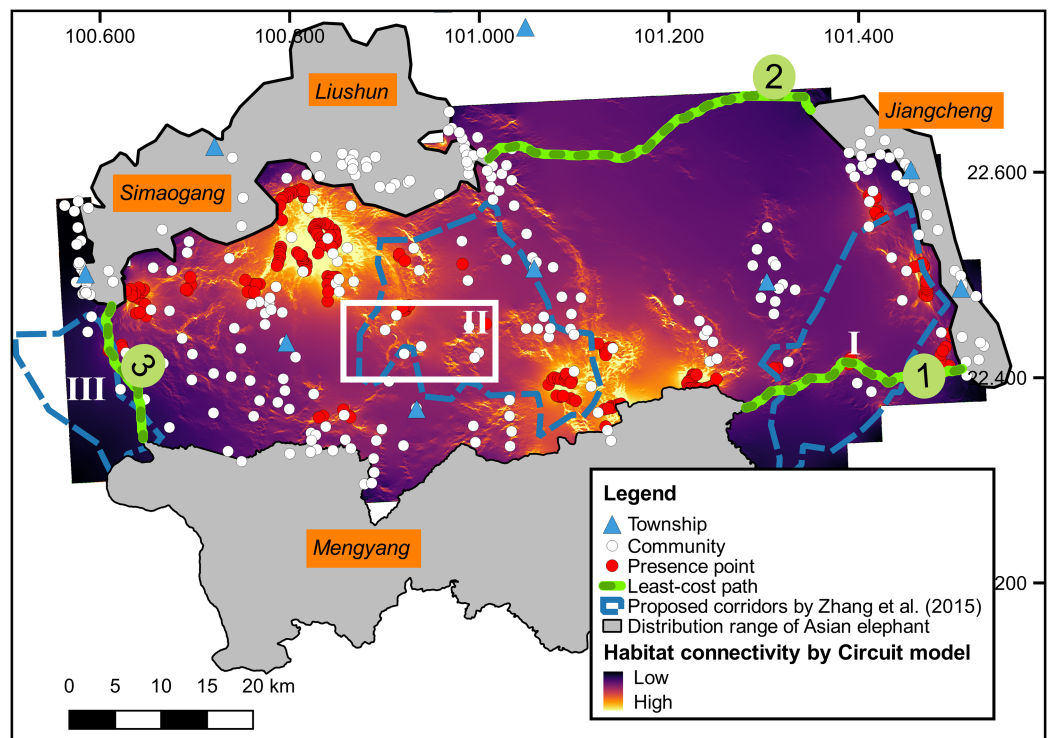 100.600 100.800 101.000 101.200 101.400
2
Liushun
Jiangcheng
22.600
Simaogang
II
I
3
III
1
22.400
Legend
Township
Community
Mengyang
Presence point
Least-cost path
200
Proposed corridors by Zhang et al. (2015)
Distribution range of Asian elephant
Habitat connectivity by Circuit model
Low
High
0 5 10 15 20 km